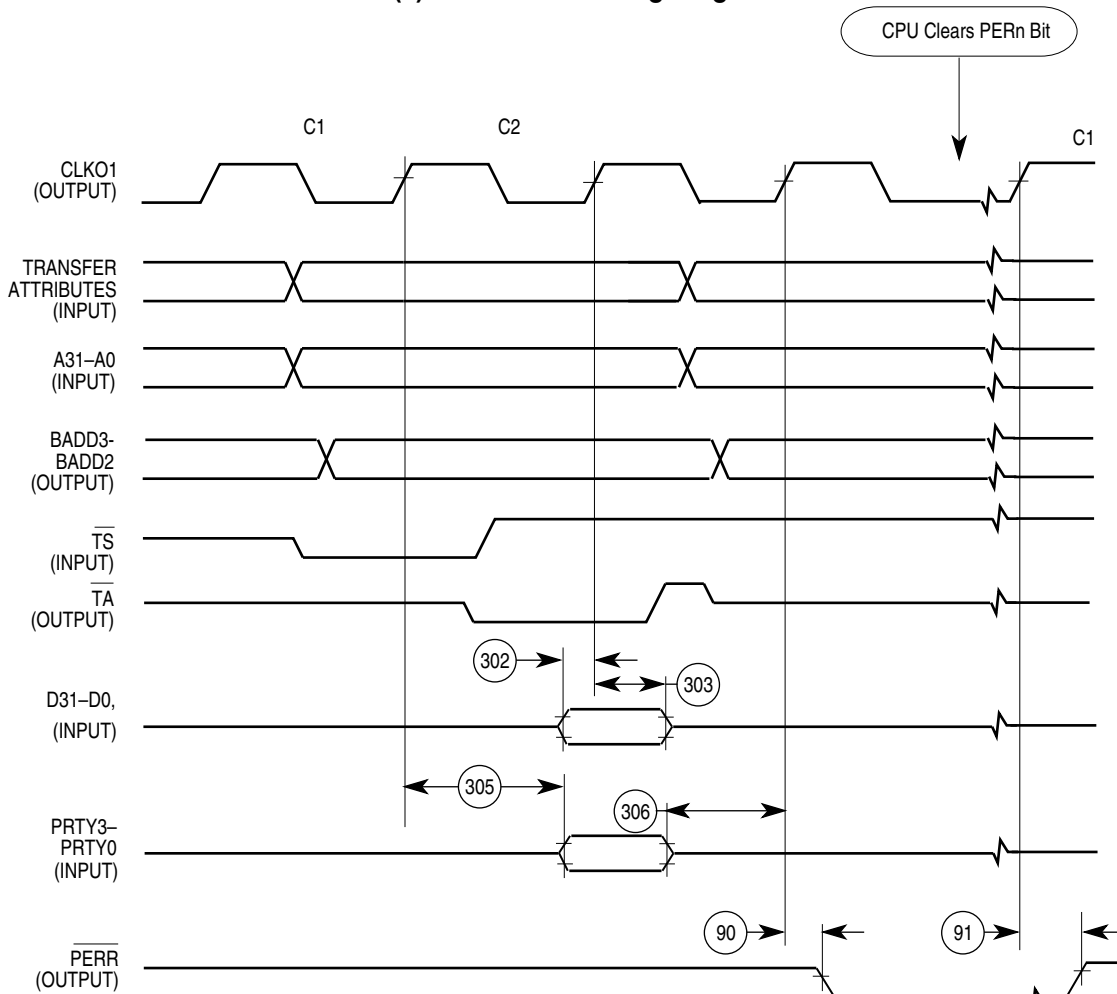 CPU Clears PERn Bit
C1
C2
C1
CLKO1
(OUTPUT)
TRANSFER
ATTRIBUTES
(INPUT)
A31–A0
(INPUT)
BADD3-
BADD2
(OUTPUT)
TS
(INPUT)
TA
(OUTPUT)
302
303
D31–D0,
(INPUT)
305
306
PRTY3–
PRTY0
(INPUT)
90
91
PERR
(OUTPUT)